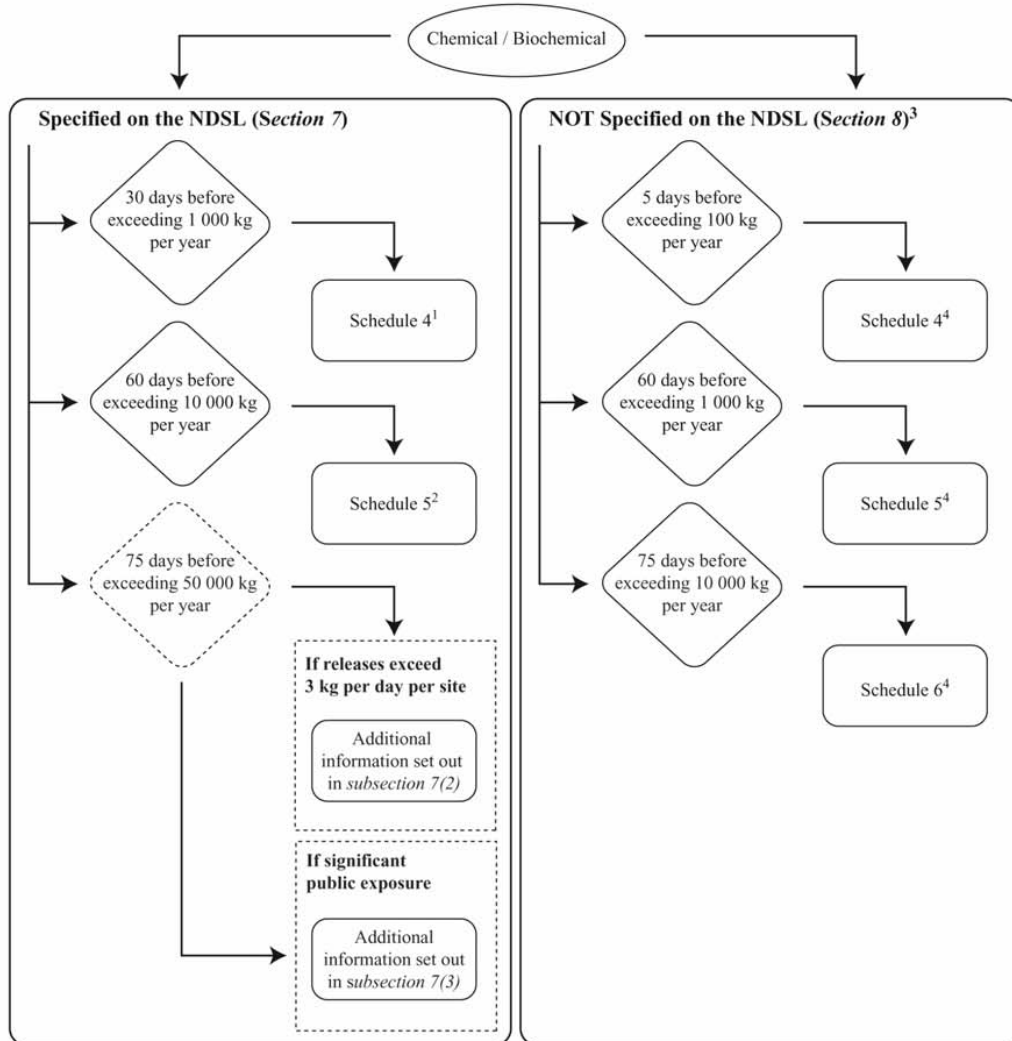 Chemical / Biochemical
Specified on the NDSL (Section 7)
30 days before
exceeding 1 000 kg
per year
Schedule 4¹
60 days before
exceeding 10 000 kg
per year
Schedule 5²
75 days before
exceeding 50 000 kg
per year
If releases exceed
3 kg per day per site
Additional
information set out
in subsection 7(2)
If significant
public exposure
Additional
information set out
in subsection 7(3)
NOT Specified on the NDSL (Section 8)³
5 days before
exceeding 100 kg
per year
Schedule 4⁴
60 days before
exceeding 1 000 kg
per year
Schedule 5⁴
75 days before
exceeding 10 000 kg
per year
Schedule 6⁴